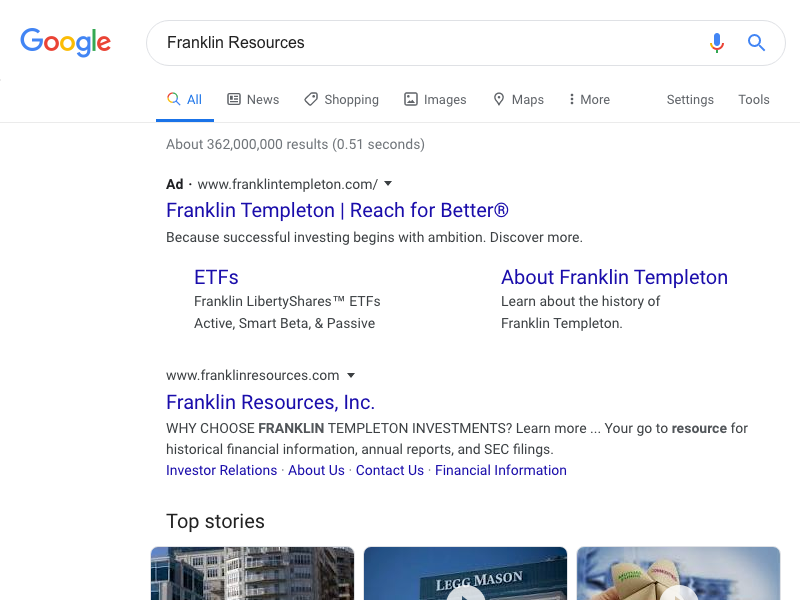 Google
Franklin Resources
All News Shopping Images Maps More Settings Tools
About 362,000,000 results (0.51 seconds)
Ad · www.franklintempleton.com/
Franklin Templeton | Reach for Better®
Because successful investing begins with ambition. Discover more.
ETFs
Franklin LibertyShares™ ETFs
Active, Smart Beta, & Passive
About Franklin Templeton
Learn about the history of
Franklin Templeton.
www.franklinresources.com
Franklin Resources, Inc.
WHY CHOOSE FRANKLIN TEMPLETON INVESTMENTS? Learn more ... Your go to resource for
historical financial information, annual reports, and SEC filings.
Investor Relations · About Us · Contact Us · Financial Information
Top stories
LEGG MASON